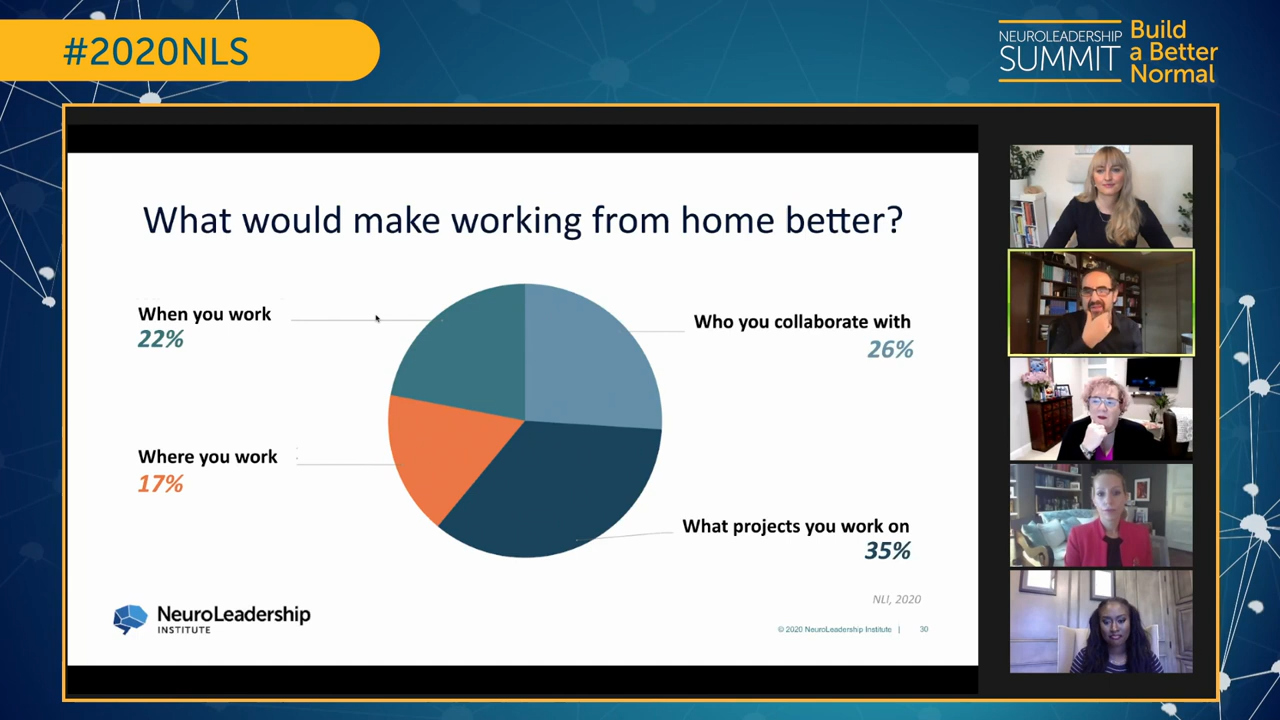 #2020NLS
NEUROLEADERSHIP
SUMMIT
Build
a Better
Normal
What would make working from home better?
When you work
22%
Who you collaborate with
26%
Where you work
17%
What projects you work on
35%
NLI, 2020
NeuroLeadership
INSTITUTE
© 2020 NeuroLeadership Institute | 30